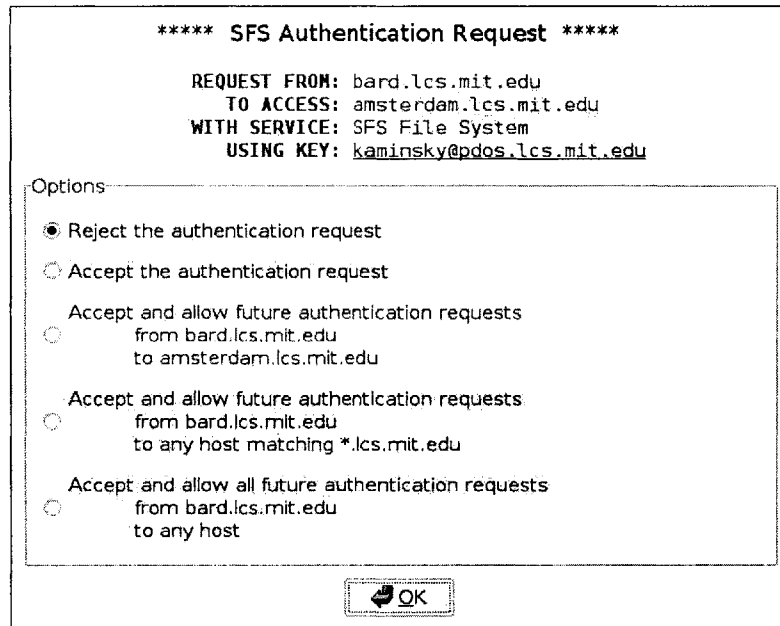 ***** SFS Authentication Request *****
REQUEST FROM: bard.lcs.mit.edu
TO ACCESS: amsterdam.lcs.mit.edu
WITH SERVICE: SFS File System
USING KEY: kaminsky@pdos.lcs.mit.edu
Options
Reject the authentication request
Accept the authentication request
Accept and allow future authentication requests
from bard.lcs.mit.edu
to amsterdam.lcs.mit.edu
Accept and allow future authentication requests
from bard.lcs.mit.edu
to any host matching *.lcs.mit.edu
Accept and allow all future authentication requests
from bard.lcs.mit.edu
to any host
OK